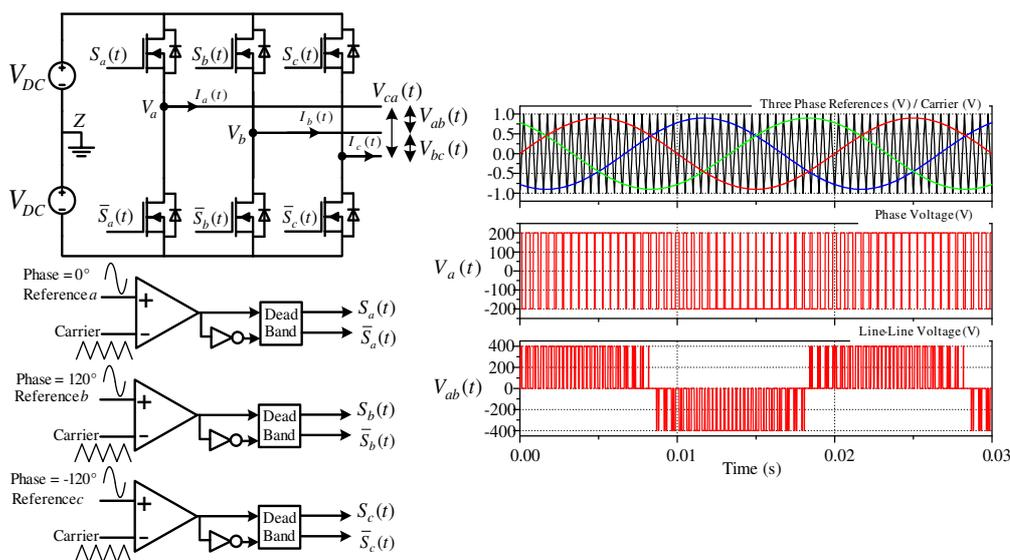 S_a(t) S_b(t) S_c(t)
V_DC
Z
V_a I_a(t)
V_b I_b(t)
I_c(t)
V_ca(t)
V_ab(t)
V_bc(t)
V_DC
S̅_a(t) S̅_b(t) S̅_c(t)
Phase = 0°
Reference a
Carrier
+
−
Dead
Band
S_a(t)
S̅_a(t)
Phase = 120°
Reference b
Carrier
+
−
Dead
Band
S_b(t)
S̅_b(t)
Phase = -120°
Reference c
Carrier
+
−
Dead
Band
S_c(t)
S̅_c(t)
Three Phase References (V) / Carrier (V)
1.0
0.5
0.0
-0.5
-1.0
Phase Voltage (V)
V_a(t)
200
100
0
-100
-200
Line-Line Voltage (V)
V_ab(t)
400
200
0
-200
-400
0.00 0.01 0.02 0.03
Time (s)